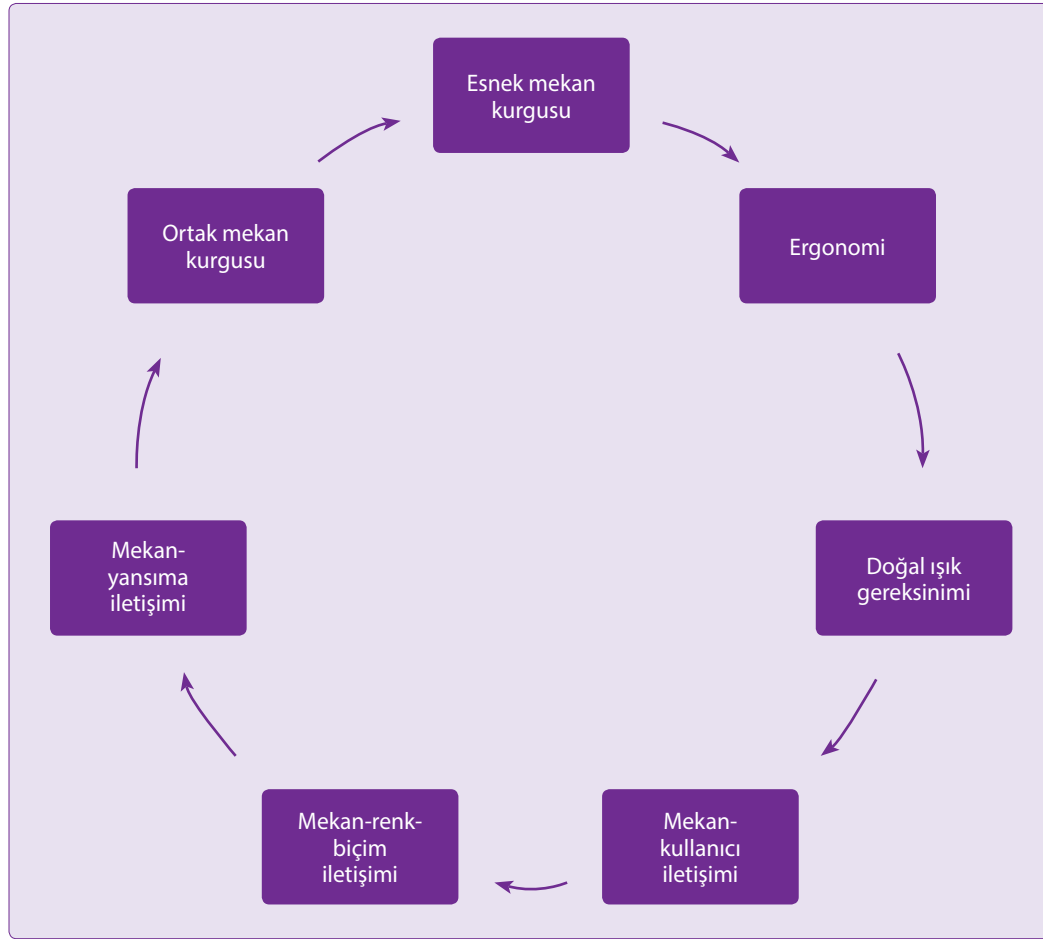 Esnek mekan
kurgusu
Ergonomi
Doğal ışık
gereksinimi
Mekan-
kullanıcı
iletişimi
Mekan-renk-
biçim
iletişimi
Mekan-
yansıma
iletişimi
Ortak mekan
kurgusu